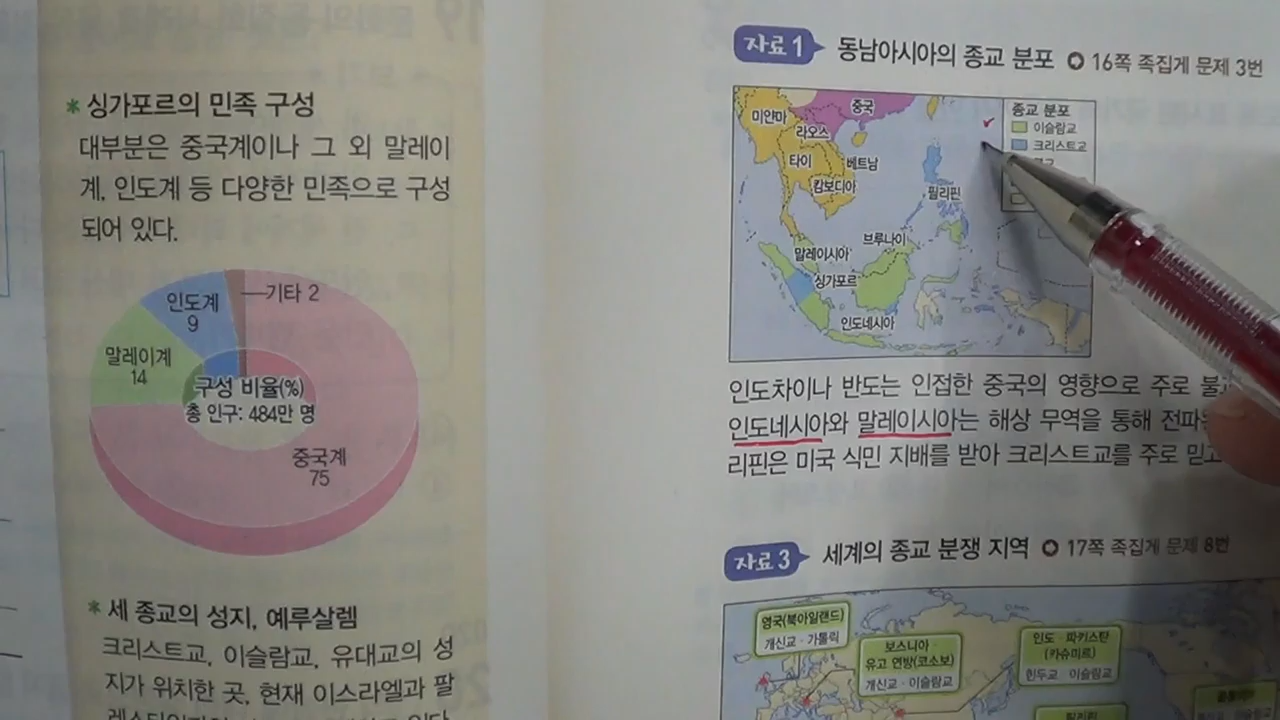 * 싱가포르의 민족 구성
대부분은 중국계이나 그 외 말레이
계, 인도계 등 다양한 민족으로 구성
되어 있다.
기타 2
인도계
9
말레이계
14
구성 비율(%)
총 인구: 484만 명
중국계
75
* 세 종교의 성지, 예루살렘
크리스트교, 이슬람교, 유대교의 성
지가 위치한 곳, 현재 이스라엘과 팔
자료 1 동남아시아의 종교 분포 16쪽 족집게 문제 3번
종교 분포
이슬람교
크리스트교
중국
미얀마
라오스
타이
베트남
캄보디아
필리핀
브루나이
말레이시아
싱가포르
인도네시아
인도차이나 반도는 인접한 중국의 영향으로 주로
인도네시아와 말레이시아는 해상 무역을 통해
리핀은 미국 식민 지배를 받아 크리스트교를 주로 믿고
자료 3 세계의 종교 분쟁 지역 17쪽 족집게 문제 8번
영국(북아일랜드)
개신교·가톨릭
보스니아
유고 연방(코소보)
개신교·이슬람교
인도 파키스탄
(카슈미르)
힌두교·이슬람교
필리핀